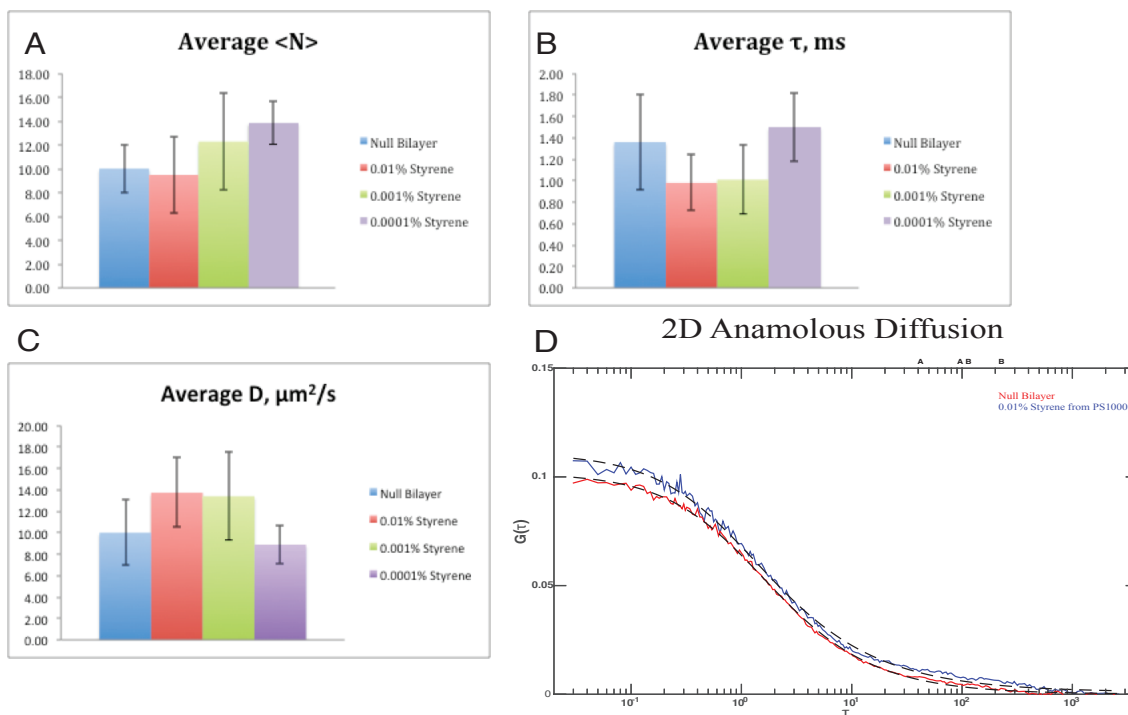 A
Average <N>
18.00
16.00
14.00
12.00
10.00
8.00
6.00
4.00
2.00
0.00
Null Bilayer
0.01% Styrene
0.001% Styrene
0.0001% Styrene
B
Average τ, ms
2.00
1.80
1.60
1.40
1.20
1.00
0.80
0.60
0.40
0.20
0.00
Null Bilayer
0.01% Styrene
0.001% Styrene
0.0001% Styrene
C
Average D, μm²/s
20.00
18.00
16.00
14.00
12.00
10.00
8.00
6.00
4.00
2.00
0.00
Null Bilayer
0.01% Styrene
0.001% Styrene
0.0001% Styrene
D
2D Anamolous Diffusion
A A B B
0.15
0.1
0.05
0
G(τ)
Null Bilayer
0.01% Styrene from PS1000
10⁻¹ 10⁰ 10¹ 10² 10³
τ